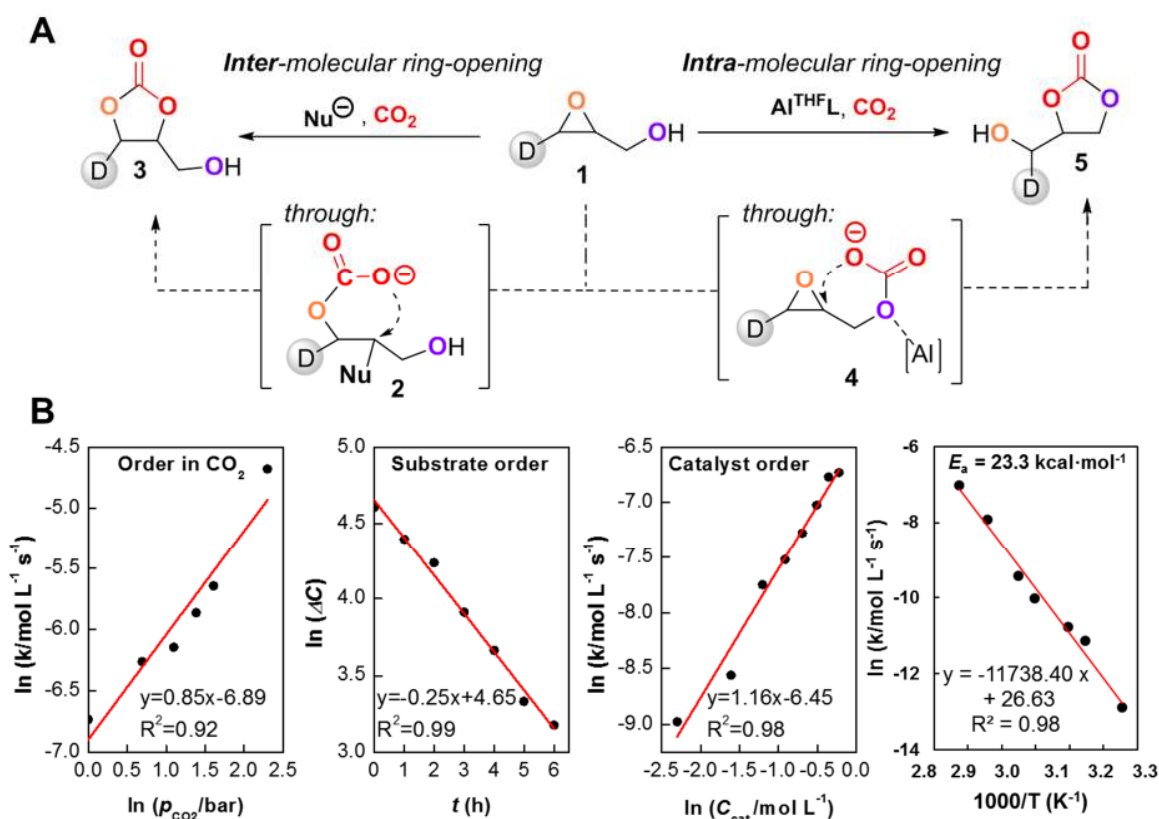 A
Inter-molecular ring-opening
Intra-molecular ring-opening
Nu⊖, CO2
Al^THF L, CO2
O
O
O
D
3
OH
O
D
1
OH
O
O
O
HO
D
5
through:
O
C
O⊖
O
D
Nu
2
OH
through:
⊖
O
O
O
O
D
4
[Al]
B
Order in CO2
y=0.85x-6.89
R²=0.92
ln (k/mol L⁻¹ s⁻¹)
-4.5
-5.0
-5.5
-6.0
-6.5
-7.0
0.0 0.5 1.0 1.5 2.0 2.5
ln (pCO2/bar)
Substrate order
y=-0.25x+4.65
R²=0.99
ln (ΔC)
5.0
4.5
4.0
3.5
3.0
0 1 2 3 4 5 6
t (h)
Catalyst order
y=1.16x-6.45
R²=0.98
ln (k/mol L⁻¹ s⁻¹)
-6.5
-7.0
-7.5
-8.0
-8.5
-9.0
-2.5 -2.0 -1.5 -1.0 -0.5 0.0
ln (Ccat/mol L⁻¹)
Ea = 23.3 kcal·mol⁻¹
y = -11738.40 x
+ 26.63
R² = 0.98
ln (k/mol L⁻¹ s⁻¹)
-6
-8
-10
-12
-14
2.8 2.9 3.0 3.1 3.2 3.3
1000/T (K⁻¹)